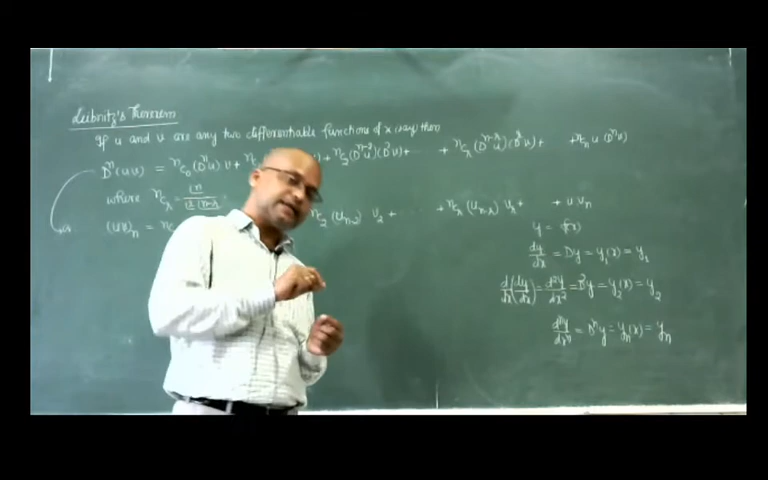 Leibnitz's Theorem
If u and v are any two differentiable functions of x (say) then
Dⁿ(uv) = ⁿC₀(Dⁿu) v + ⁿC ) + ⁿC₂(Dⁿ⁻²u)(D²v) + ... + ⁿCᵣ(Dⁿ⁻ʳu)(Dʳv) + +ⁿCₙ u (Dⁿv)
where ⁿCᵣ = |n / |r |n-r
(uv)ₙ = ⁿC ⁿC₂ (uₙ₋₂) v₂ + ... + ⁿCᵣ (uₙ₋ᵣ) vᵣ + + u vₙ
y = f(x)
dy/dx = Dy = y₁(x) = y₁
d/dx(dy/dx) = d²y/dx² = D²y = y₂(x) = y₂
dⁿy/dxⁿ = Dⁿy = yₙ(x) = yₙ